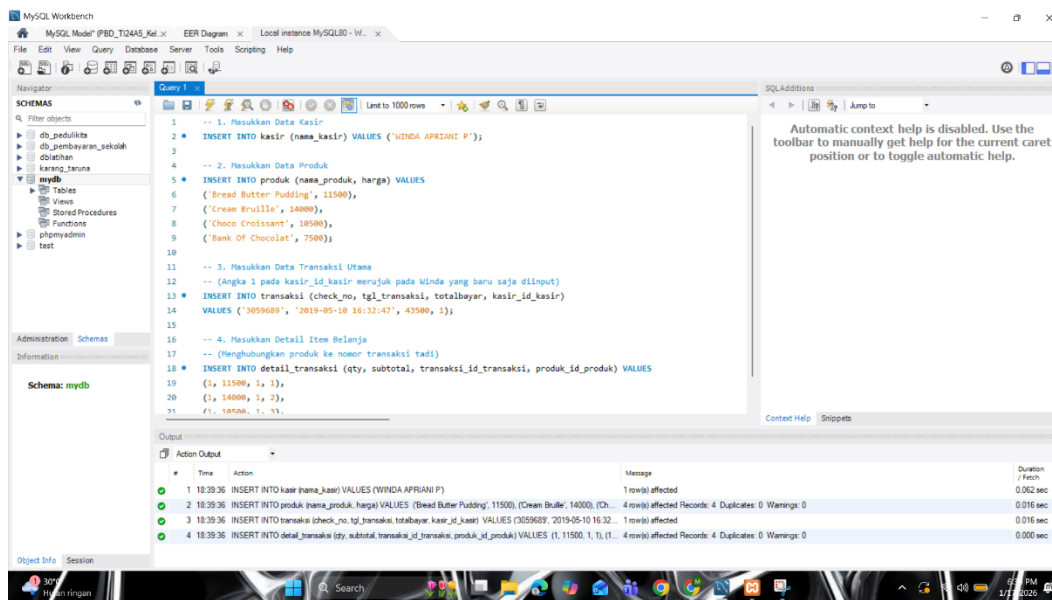 MySQL Workbench
MySQL Model* (PBD_TI24A5_Kel... × EER Diagram × Local instance MySQL80 - W... ×
File Edit View Query Database Server Tools Scripting Help
Navigator
SCHEMAS
Filter objects
db_pedulikita
db_pembayaran_sekolah
dblatihan
karang_taruna
mydb
Tables
Views
Stored Procedures
Functions
phpmyadmin
test
Administration Schemas
Information
Schema: mydb
Object Info Session
Query 1 ×
Limit to 1000 rows
1 -- 1. Masukkan Data Kasir
2 INSERT INTO kasir (nama_kasir) VALUES ('WINDA APRIANI P');
3
4 -- 2. Masukkan Data Produk
5 INSERT INTO produk (nama_produk, harga) VALUES
6 ('Bread Butter Pudding', 11500),
7 ('Cream Bruille', 14000),
8 ('Choco Croissant', 10500),
9 ('Bank Of Chocolat', 7500);
10
11 -- 3. Masukkan Data Transaksi Utama
12 -- (Angka 1 pada kasir_id_kasir merujuk pada Winda yang baru saja diinput)
13 INSERT INTO transaksi (check_no, tgl_transaksi, totalbayar, kasir_id_kasir)
14 VALUES ('3059689', '2019-05-10 16:32:47', 43500, 1);
15
16 -- 4. Masukkan Detail Item Belanja
17 -- (Menghubungkan produk ke nomor transaksi tadi)
18 INSERT INTO detail_transaksi (qty, subtotal, transaksi_id_transaksi, produk_id_produk) VALUES
19 (1, 11500, 1, 1),
20 (1, 14000, 1, 2),
21 (1, 10500, 1, 3),
SQLAdditions
Jump to
Automatic context help is disabled. Use the
toolbar to manually get help for the current caret
position or to toggle automatic help.
Context Help Snippets
Output
Action Output
# Time Action Message Duration / Fetch
1 18:39:36 INSERT INTO kasir (nama_kasir) VALUES ('WINDA APRIANI P') 1 row(s) affected 0.062 sec
2 18:39:36 INSERT INTO produk (nama_produk, harga) VALUES ('Bread Butter Pudding', 11500), ('Cream Bruille', 14000), ('Ch... 4 row(s) affected Records: 4 Duplicates: 0 Warnings: 0 0.016 sec
3 18:39:36 INSERT INTO transaksi (check_no, tgl_transaksi, totalbayar, kasir_id_kasir) VALUES ('3059689', '2019-05-10 16:32... 1 row(s) affected 0.016 sec
4 18:39:36 INSERT INTO detail_transaksi (qty, subtotal, transaksi_id_transaksi, produk_id_produk) VALUES (1, 11500, 1, 1), (1... 4 row(s) affected Records: 4 Duplicates: 0 Warnings: 0 0.000 sec
30°
Hujan ringan
Search
PM